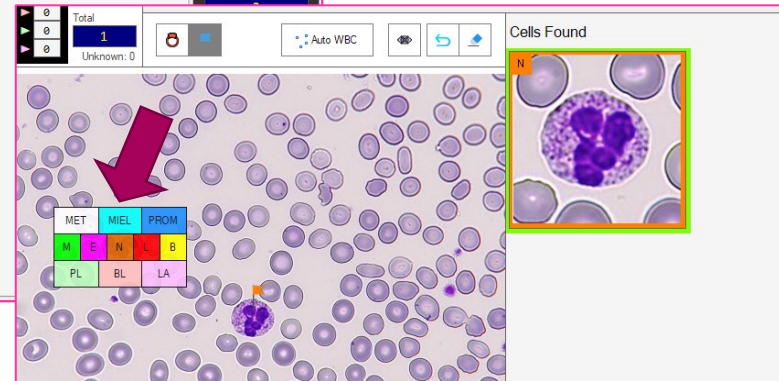 0
0
0
Total
1
Unknown: 0
Auto WBC
Cells Found
N
MET MIEL PROM
M E N L B
PL BL LA